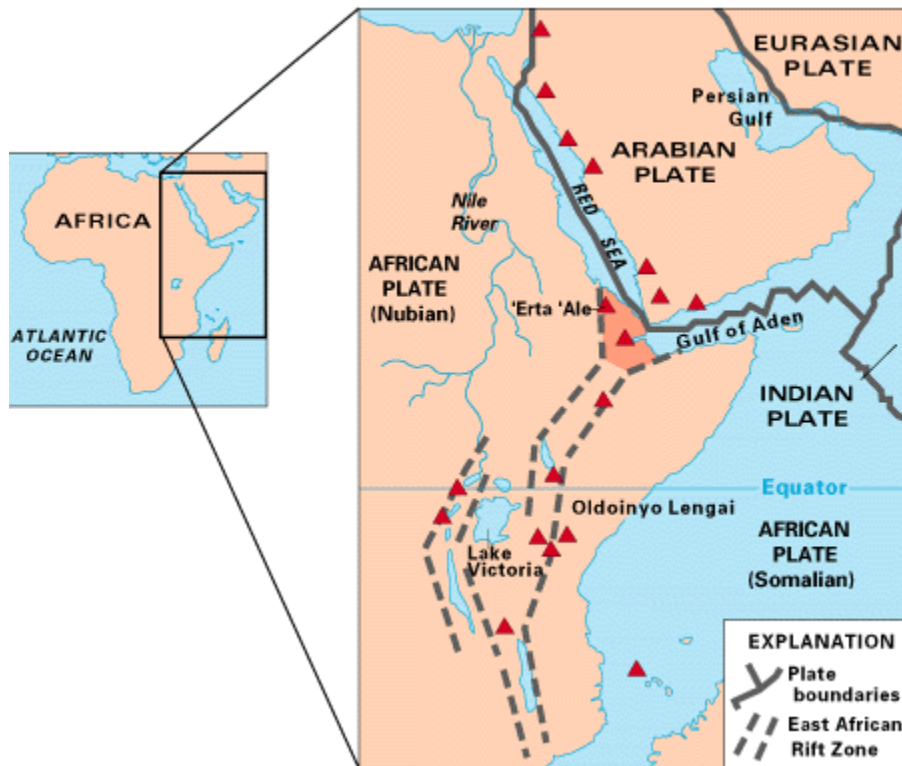 AFRICA
ATLANTIC
OCEAN
EURASIAN
PLATE
Persian
Gulf
ARABIAN
PLATE
RED
SEA
Nile
River
AFRICAN
PLATE
(Nubian)
'Erta 'Ale
Gulf of Aden
INDIAN
PLATE
Equator
Oldoinyo Lengai
Lake
Victoria
AFRICAN
PLATE
(Somalian)
EXPLANATION
Plate
boundaries
East African
Rift Zone